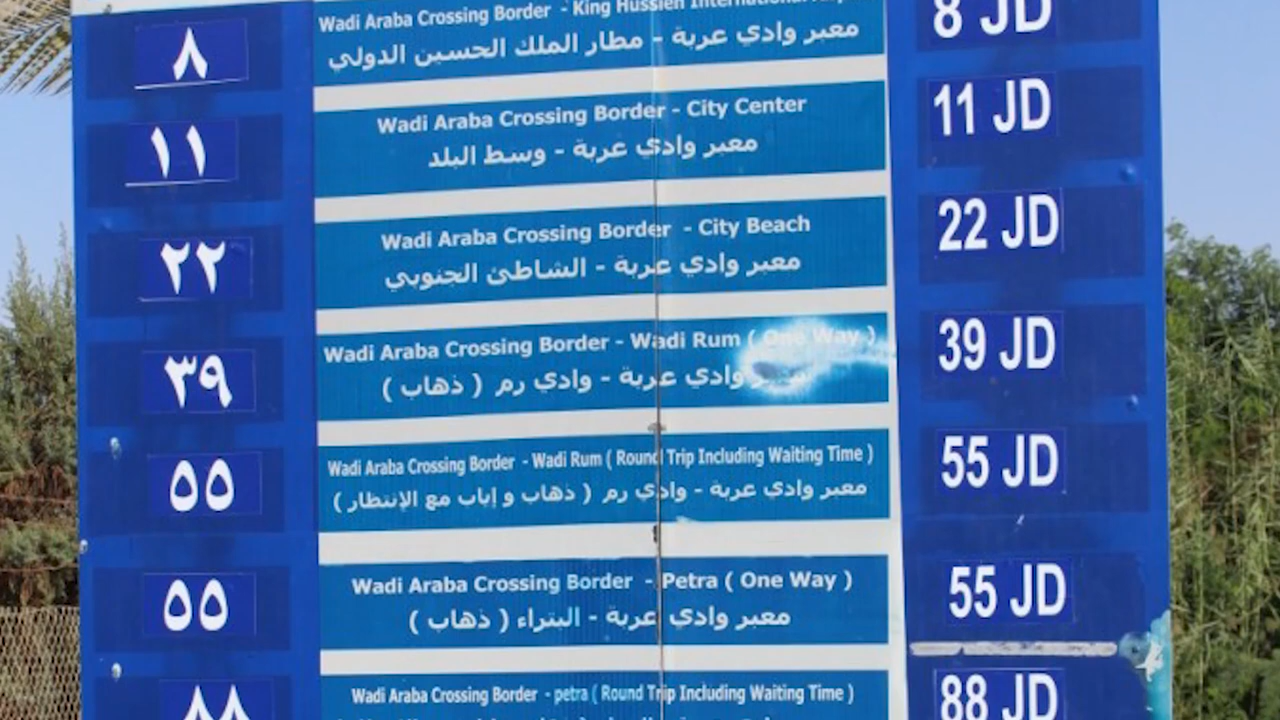 ٨ Wadi Araba Crossing Border - King Hussien International 8 JD
معبر وادي عربة - مطار الملك الحسين الدولي
١١ Wadi Araba Crossing Border - City Center 11 JD
معبر وادي عربة - وسط البلد
٢٢ Wadi Araba Crossing Border - City Beach 22 JD
معبر وادي عربة - الشاطئ الجنوبي
٣٩ Wadi Araba Crossing Border - Wadi Rum ( One Way ) 39 JD
وادي عربة - وادي رم ( ذهاب )
٥٥ Wadi Araba Crossing Border - Wadi Rum ( Round Trip Including Waiting Time ) 55 JD
معبر وادي عربة - وادي رم ( ذهاب و إياب مع الإنتظار )
٥٥ Wadi Araba Crossing Border - Petra ( One Way ) 55 JD
معبر وادي عربة - البتراء ( ذهاب )
٨٨ Wadi Araba Crossing Border - petra ( Round Trip Including Waiting Time ) 88 JD